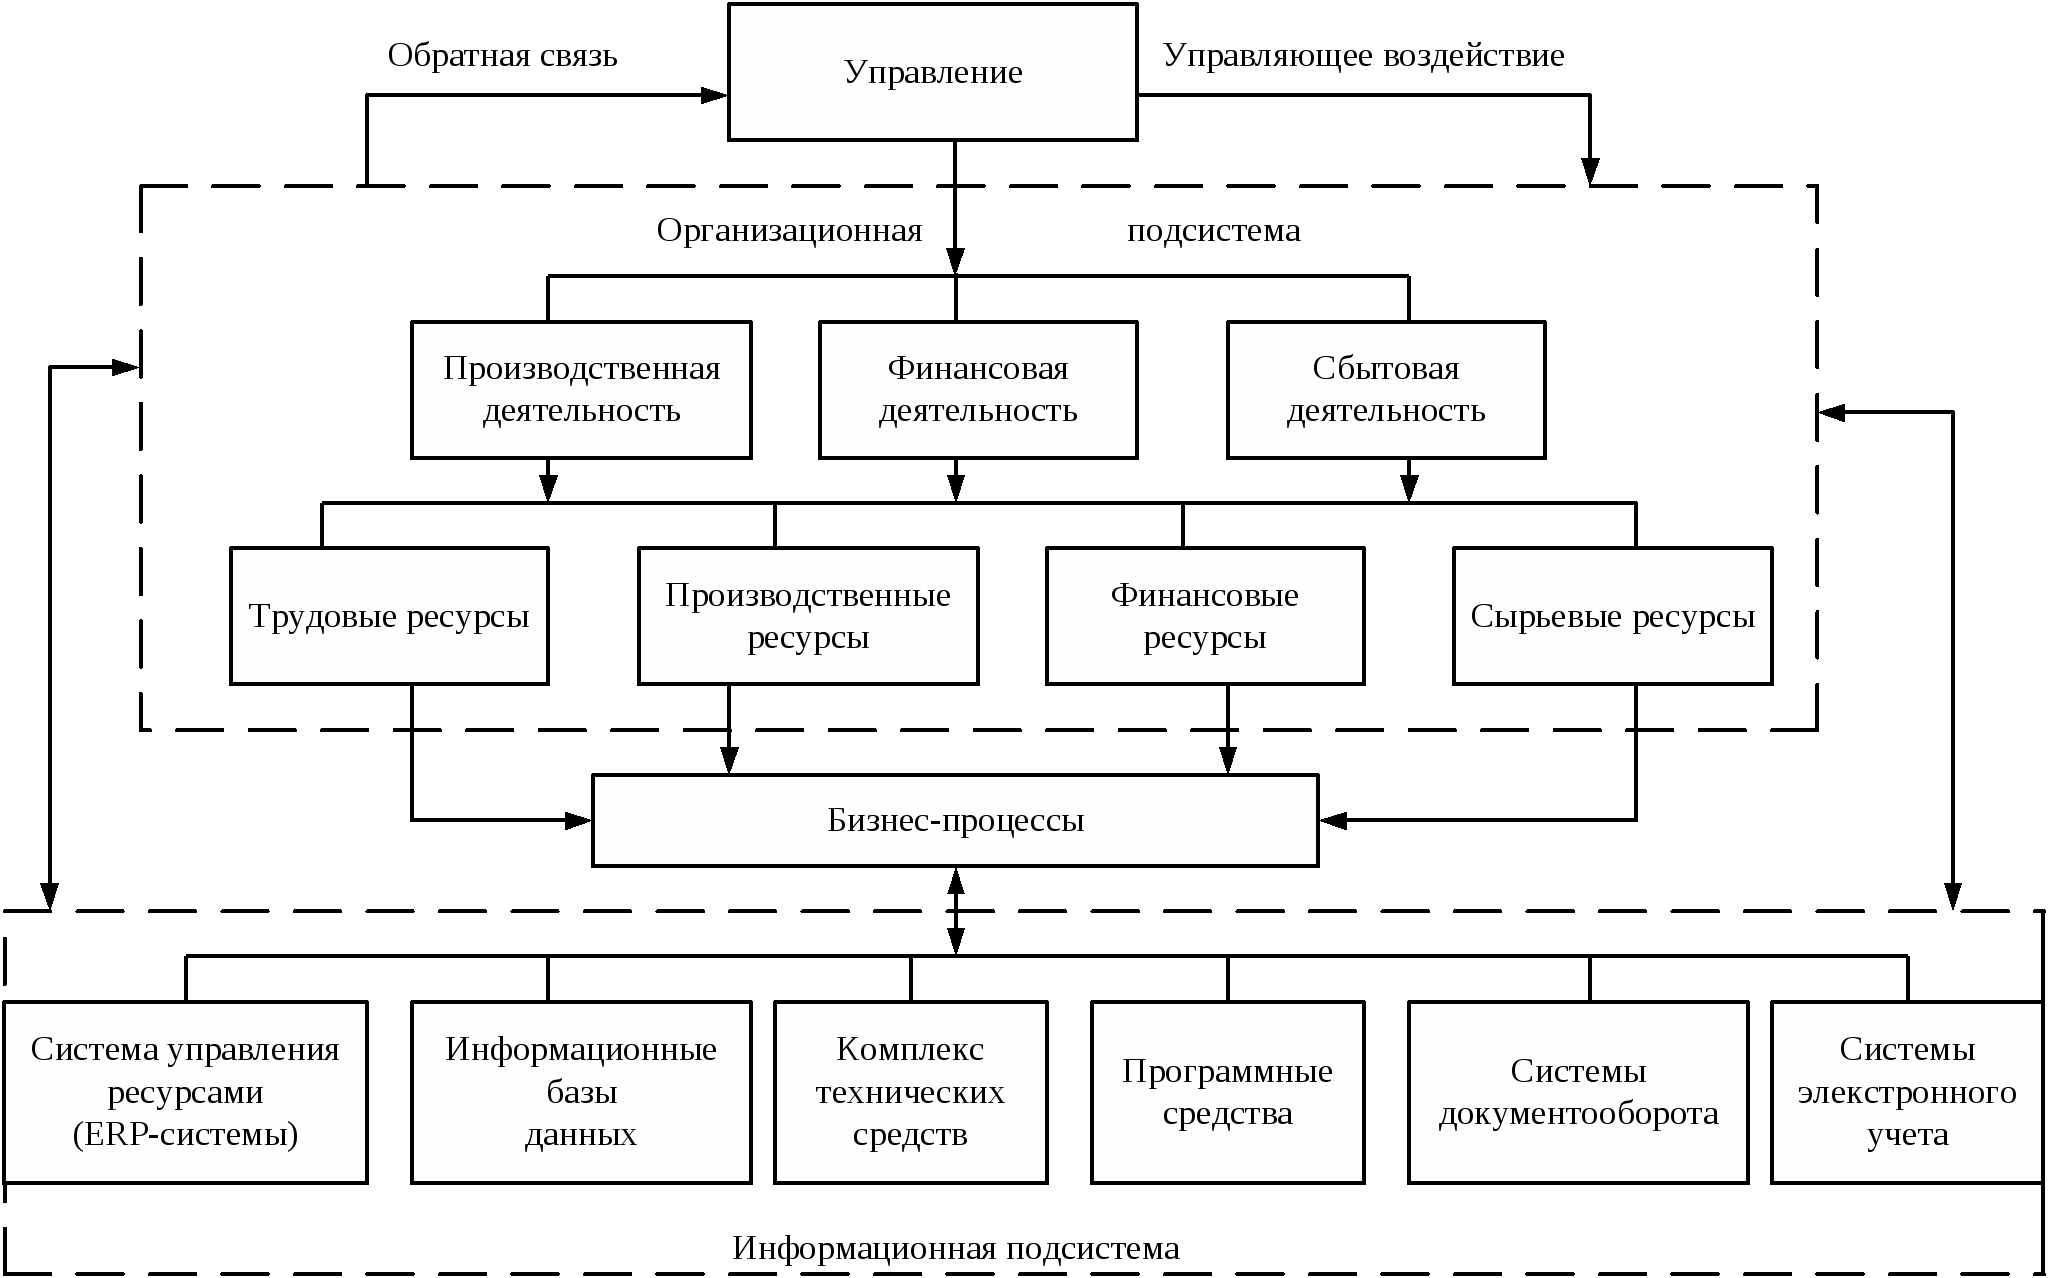 Обратная связь
Управление
Управляющее воздействие
Организационная подсистема
Производственная
деятельность
Финансовая
деятельность
Сбытовая
деятельность
Трудовые ресурсы
Производственные
ресурсы
Финансовые
ресурсы
Сырьевые ресурсы
Бизнес-процессы
Система управления
ресурсами
(ERP-системы)
Информационные
базы
данных
Комплекс
технических
средств
Программные
средства
Системы
документооборота
Системы
элекстронного
учета
Информационная подсистема